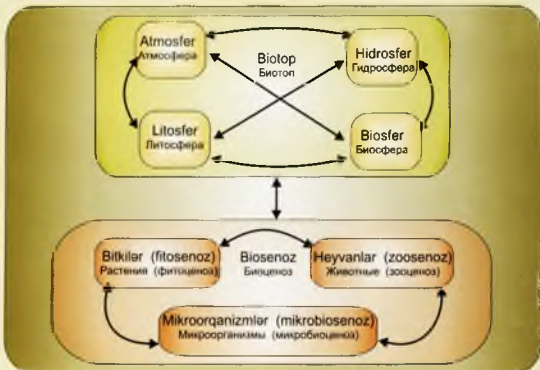 Atmosfer
Атмосфера
Biotop
Биотоп
Hidrosfer
Гидросфера
Litosfer
Литосфера
Biosfer
Биосфера
Bitkilər (fitosenoz)
Растения (фитоценоз)
Biosenoz
Биоценоз
Heyvanlar (zoosenoz)
Животные (зооценоз)
Mikroorqanizmlər (mikrobiosenoz)
Микроорганизмы (микробиоценоз)